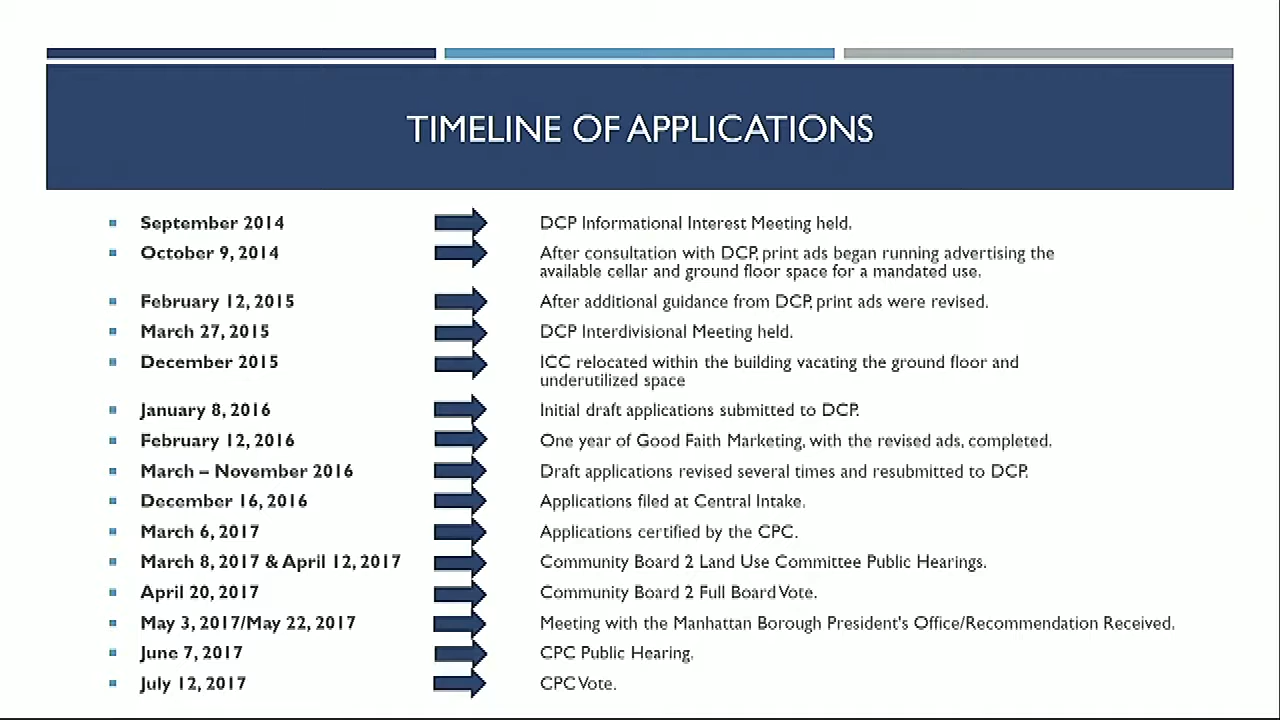 TIMELINE OF APPLICATIONS
September 2014 DCP Informational Interest Meeting held.
October 9, 2014 After consultation with DCP, print ads began running advertising the
available cellar and ground floor space for a mandated use.
February 12, 2015 After additional guidance from DCP, print ads were revised.
March 27, 2015 DCP Interdivisional Meeting held.
December 2015 ICC relocated within the building vacating the ground floor and
underutilized space
January 8, 2016 Initial draft applications submitted to DCP.
February 12, 2016 One year of Good Faith Marketing, with the revised ads, completed.
March – November 2016 Draft applications revised several times and resubmitted to DCP.
December 16, 2016 Applications filed at Central Intake.
March 6, 2017 Applications certified by the CPC.
March 8, 2017 & April 12, 2017 Community Board 2 Land Use Committee Public Hearings.
April 20, 2017 Community Board 2 Full Board Vote.
May 3, 2017/May 22, 2017 Meeting with the Manhattan Borough President's Office/Recommendation Received.
June 7, 2017 CPC Public Hearing.
July 12, 2017 CPC Vote.